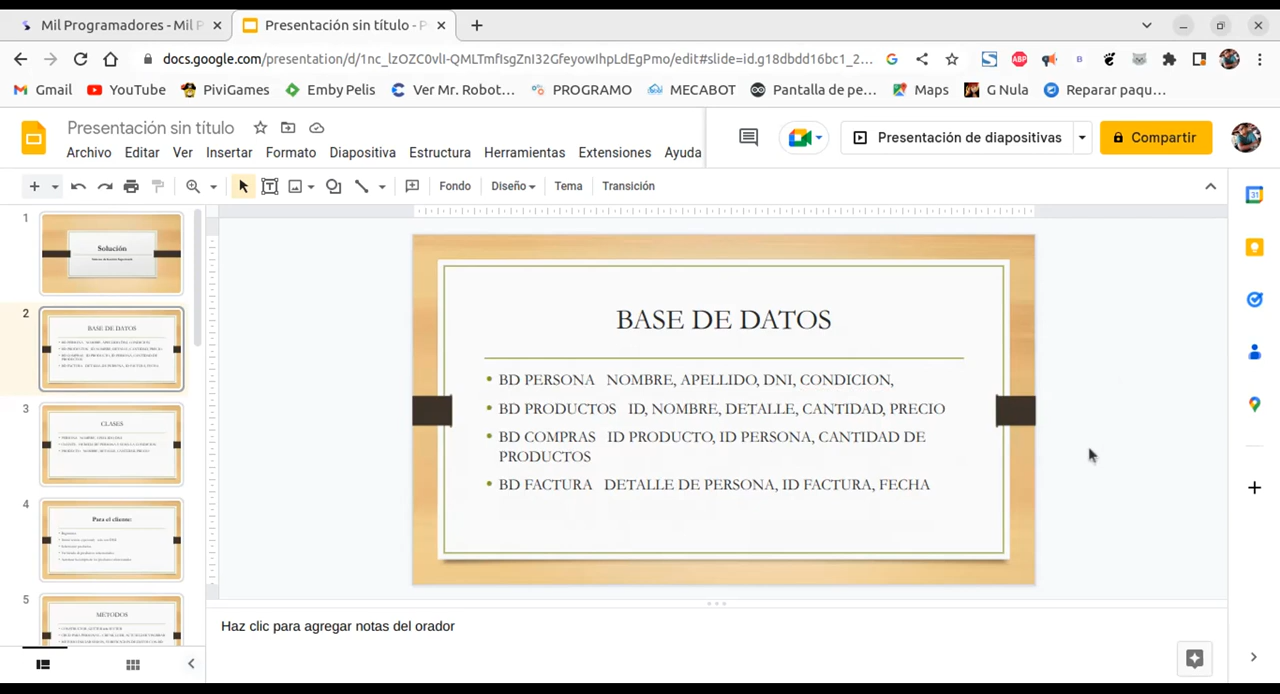 Mil Programadores - Mil P
Presentación sin título - P
docs.google.com/presentation/d/1nc_lzOZC0vlI-QMLTmfIsgZnI32GfeyowIhpLdEgPmo/edit#slide=id.g18dbdd16bc1_2...
Gmail YouTube PiviGames Emby Pelis Ver Mr. Robot... PROGRAMO MECABOT Pantalla de pe... Maps G Nula Reparar paqu...
Presentación sin título
Archivo Editar Ver Insertar Formato Diapositiva Estructura Herramientas Extensiones Ayuda
Presentación de diapositivas
Compartir
Fondo Diseño Tema Transición
1
Solución
2
BASE DE DATOS
3
CLASES
4
Para el cliente:
5
METODOS
BASE DE DATOS
• BD PERSONA NOMBRE, APELLIDO, DNI, CONDICION,
• BD PRODUCTOS ID, NOMBRE, DETALLE, CANTIDAD, PRECIO
• BD COMPRAS ID PRODUCTO, ID PERSONA, CANTIDAD DE
PRODUCTOS
• BD FACTURA DETALLE DE PERSONA, ID FACTURA, FECHA
Haz clic para agregar notas del orador